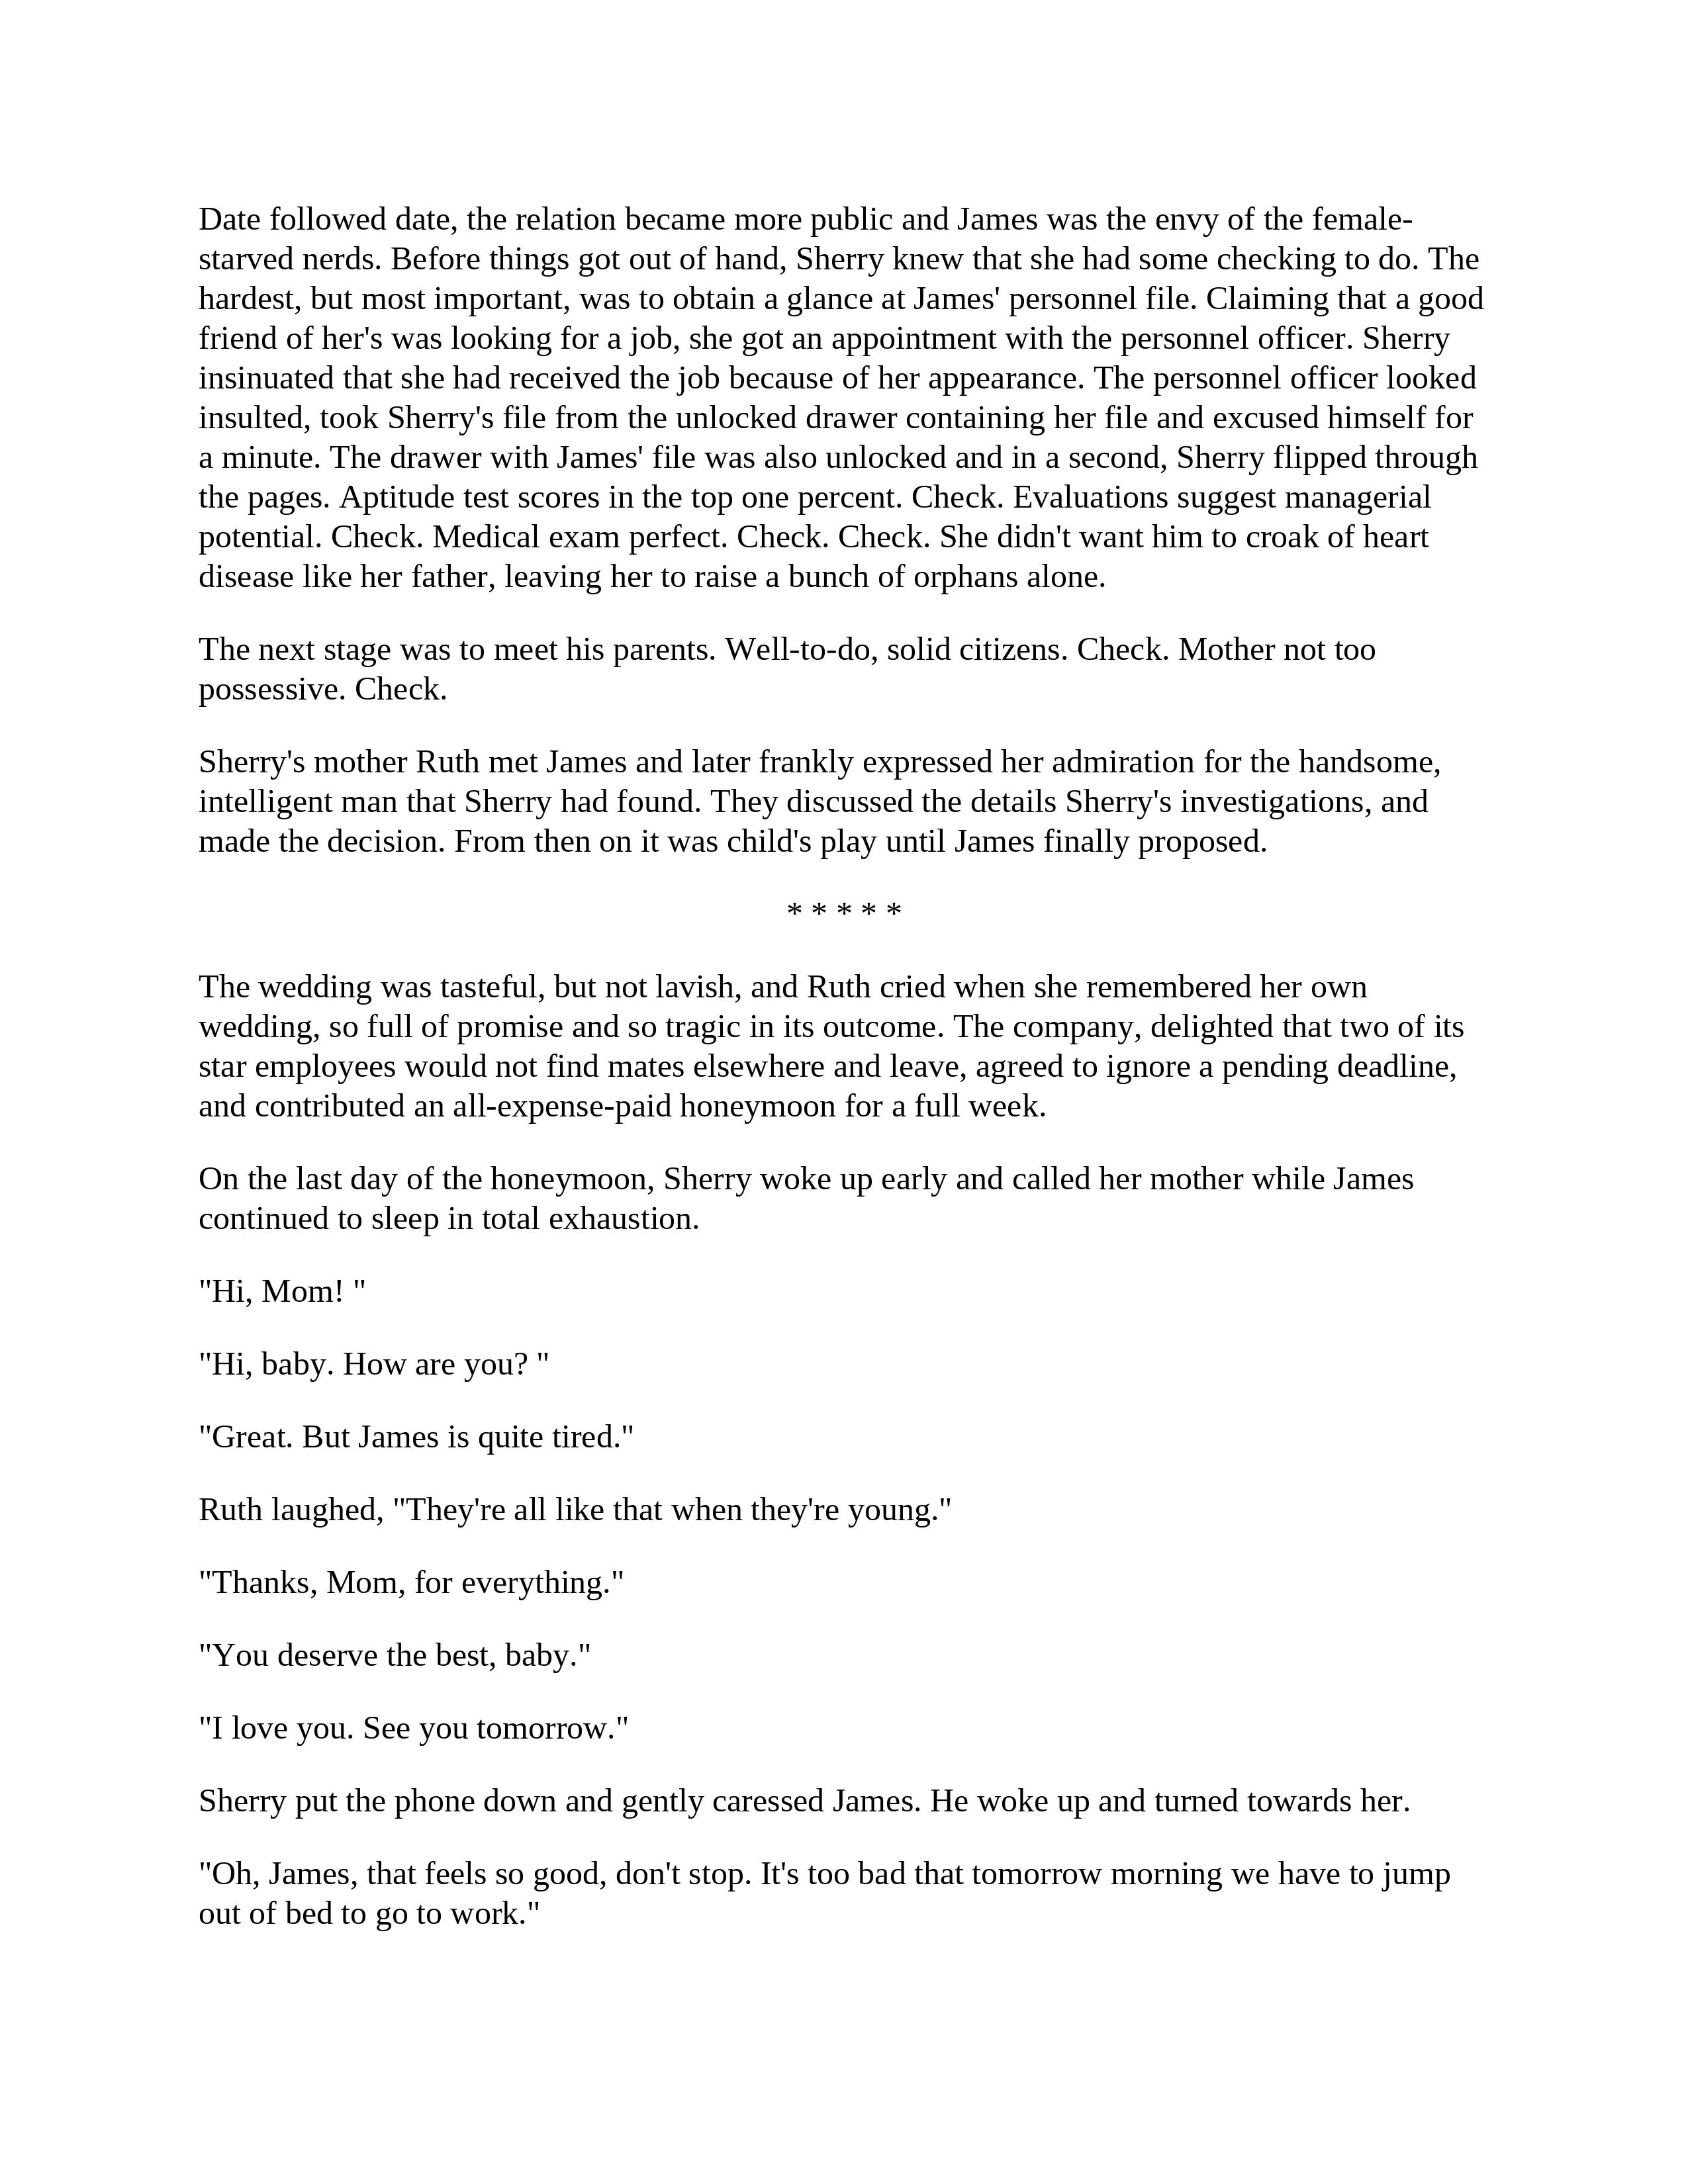 Date followed date, the relation became more public and James was the envy of the female-
starved nerds. Before things got out of hand, Sherry knew that she had some checking to do. The
hardest, but most important, was to obtain a glance at James' personnel file. Claiming that a good
friend of her's was looking for a job, she got an appointment with the personnel officer. Sherry
insinuated that she had received the job because of her appearance. The personnel officer looked
insulted, took Sherry's file from the unlocked drawer containing her file and excused himself for
a minute. The drawer with James' file was also unlocked and in a second, Sherry flipped through
the pages. Aptitude test scores in the top one percent. Check. Evaluations suggest managerial
potential. Check. Medical exam perfect. Check. Check. She didn't want him to croak of heart
disease like her father, leaving her to raise a bunch of orphans alone.
The next stage was to meet his parents. Well-to-do, solid citizens. Check. Mother not too
possessive. Check.
Sherry's mother Ruth met James and later frankly expressed her admiration for the handsome,
intelligent man that Sherry had found. They discussed the details Sherry's investigations, and
made the decision. From then on it was child's play until James finally proposed.
* * * * *
The wedding was tasteful, but not lavish, and Ruth cried when she remembered her own
wedding, so full of promise and so tragic in its outcome. The company, delighted that two of its
star employees would not find mates elsewhere and leave, agreed to ignore a pending deadline,
and contributed an all-expense-paid honeymoon for a full week.
On the last day of the honeymoon, Sherry woke up early and called her mother while James
continued to sleep in total exhaustion.
"Hi, Mom! "
"Hi, baby. How are you? "
"Great. But James is quite tired."
Ruth laughed, "They're all like that when they're young."
"Thanks, Mom, for everything."
"You deserve the best, baby."
"I love you. See you tomorrow."
Sherry put the phone down and gently caressed James. He woke up and turned towards her.
"Oh, James, that feels so good, don't stop. It's too bad that tomorrow morning we have to jump
out of bed to go to work."